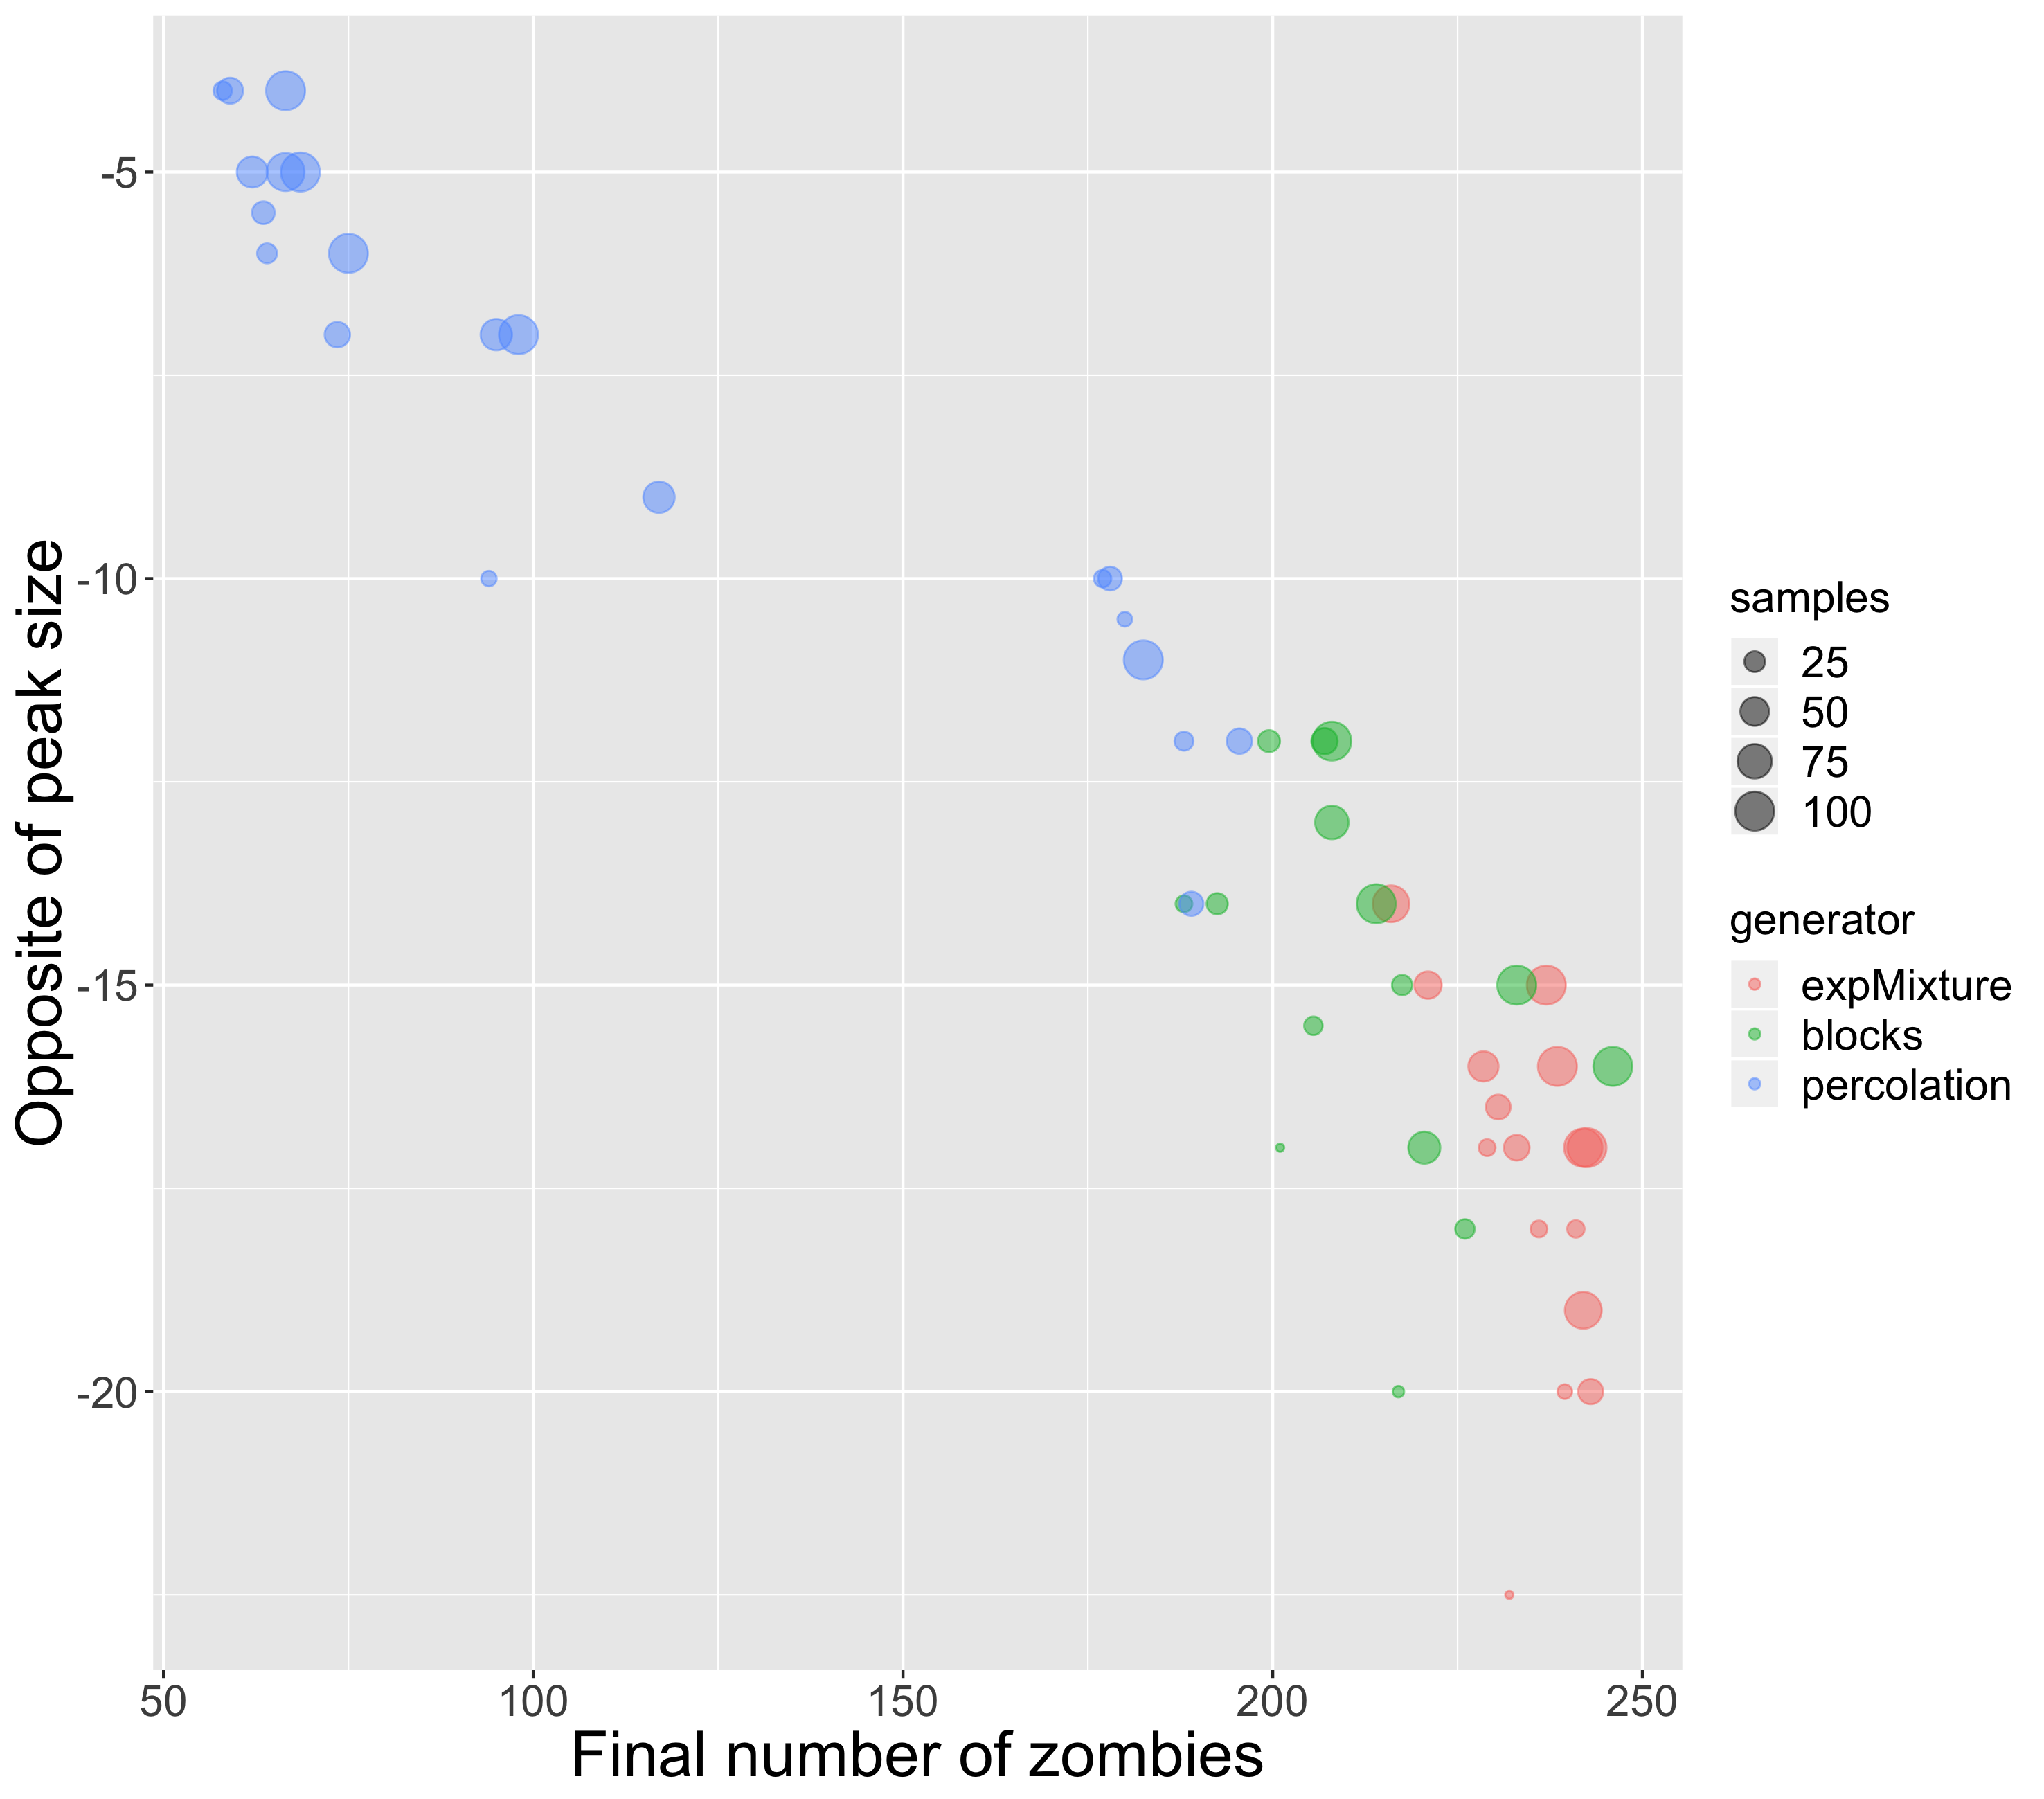 Opposite of peak size
-5
-10
-15
-20
50 100 150 200 250
Final number of zombies
samples
25
50
75
100
generator
expMixture
blocks
percolation